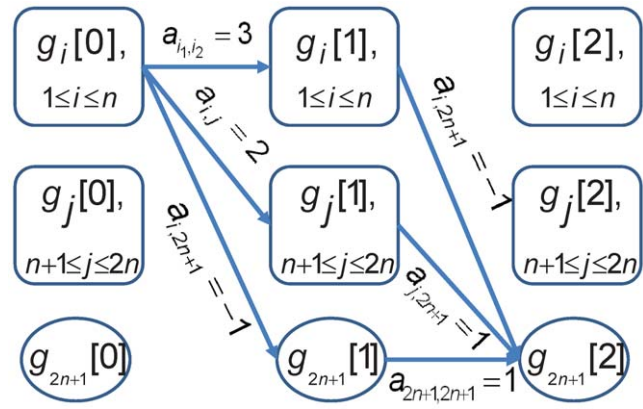 g_i[0],
1≤i≤n
a_{i_1,i_2} = 3
g_i[1],
1≤i≤n
g_i[2],
1≤i≤n
a_{i,j} = 2
a_{i,2n+1} = −1
g_j[0],
n+1≤j≤2n
g_j[1],
n+1≤j≤2n
g_j[2],
n+1≤j≤2n
a_{i,2n+1} = −1
a_{j,2n+1} = 1
g_{2n+1}[0]
g_{2n+1}[1]
a_{2n+1,2n+1} = 1
g_{2n+1}[2]